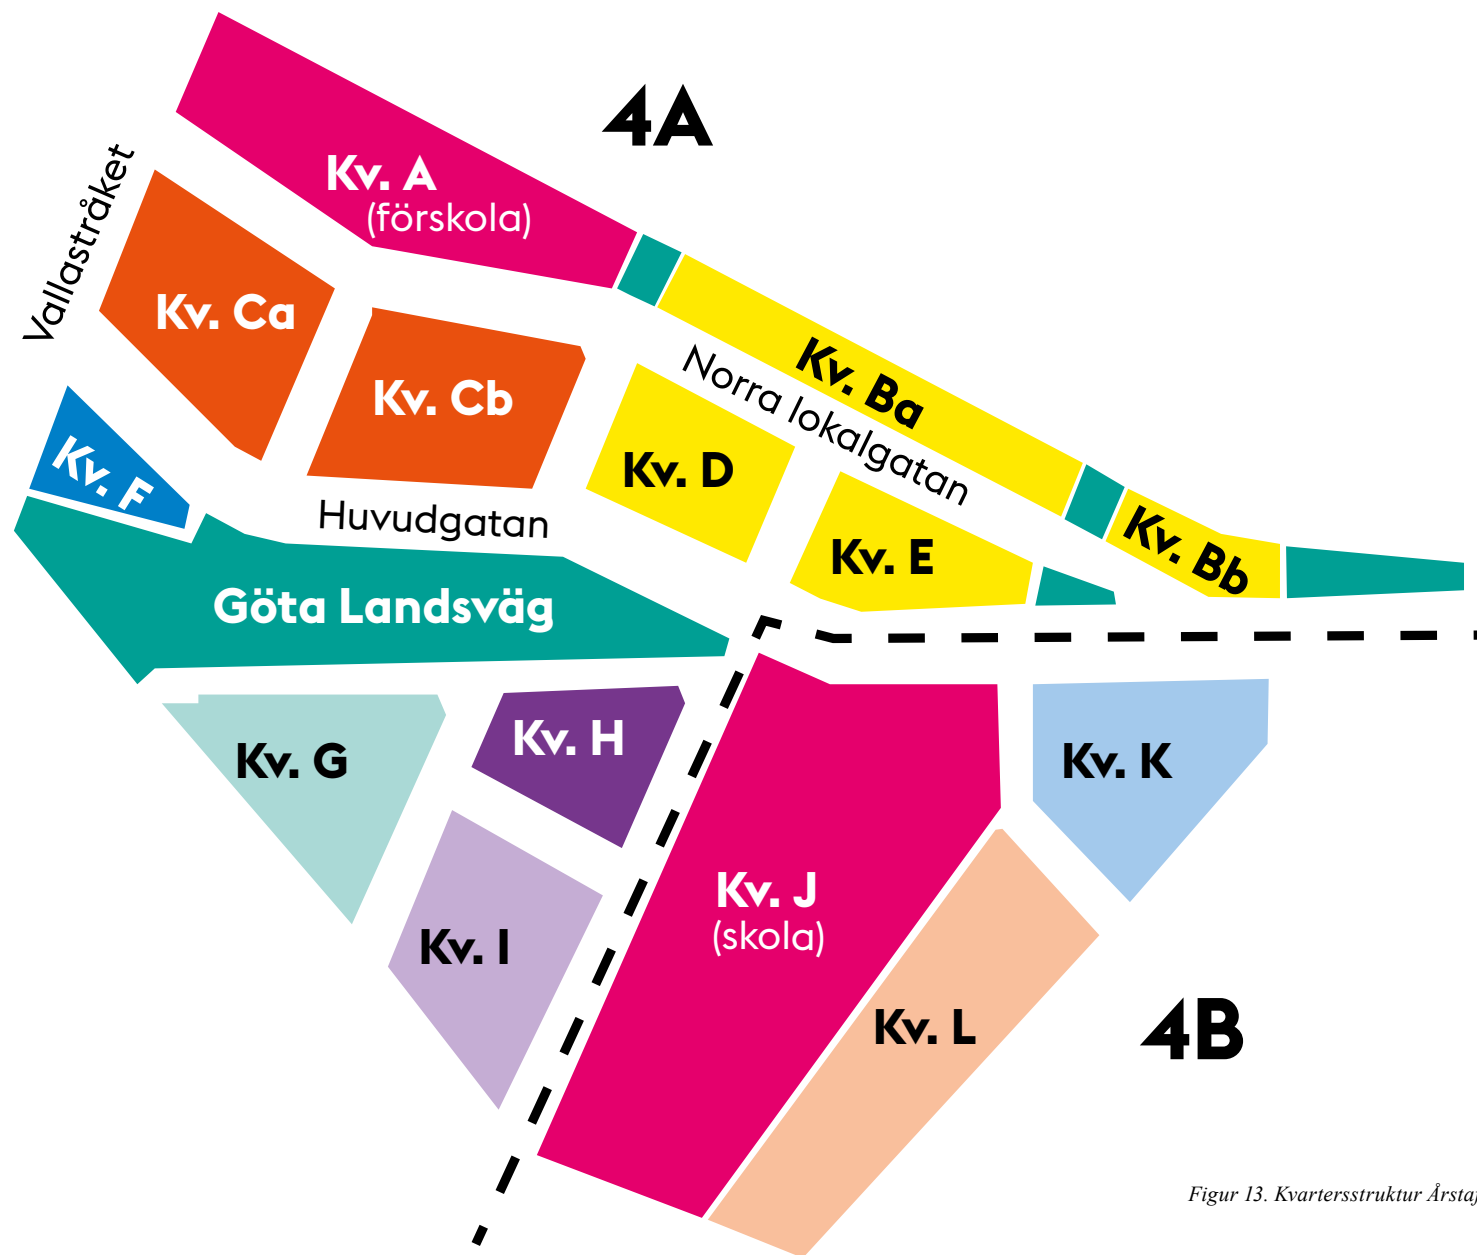 4A
Kv. A
(förskola)
Vallastråket
Kv. Ca
Kv. Cb
Kv. Ba
Norra lokalgatan
Kv. D
Kv. F
Huvudgatan
Kv. E
Kv. Bb
Göta Landsväg
Kv. G
Kv. H
Kv. K
Kv. J
(skola)
Kv. I
Kv. L
4B
Figur 13. Kvartersstruktur